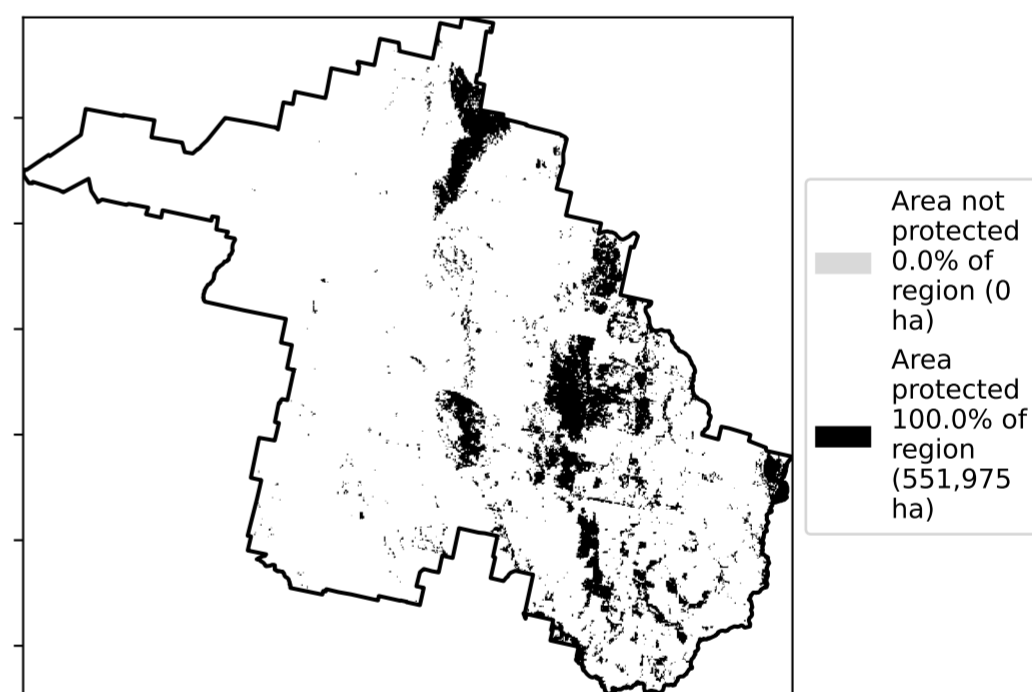 Area not
protected
0.0% of
region (0
ha)
Area
protected
100.0% of
region
(551,975
ha)